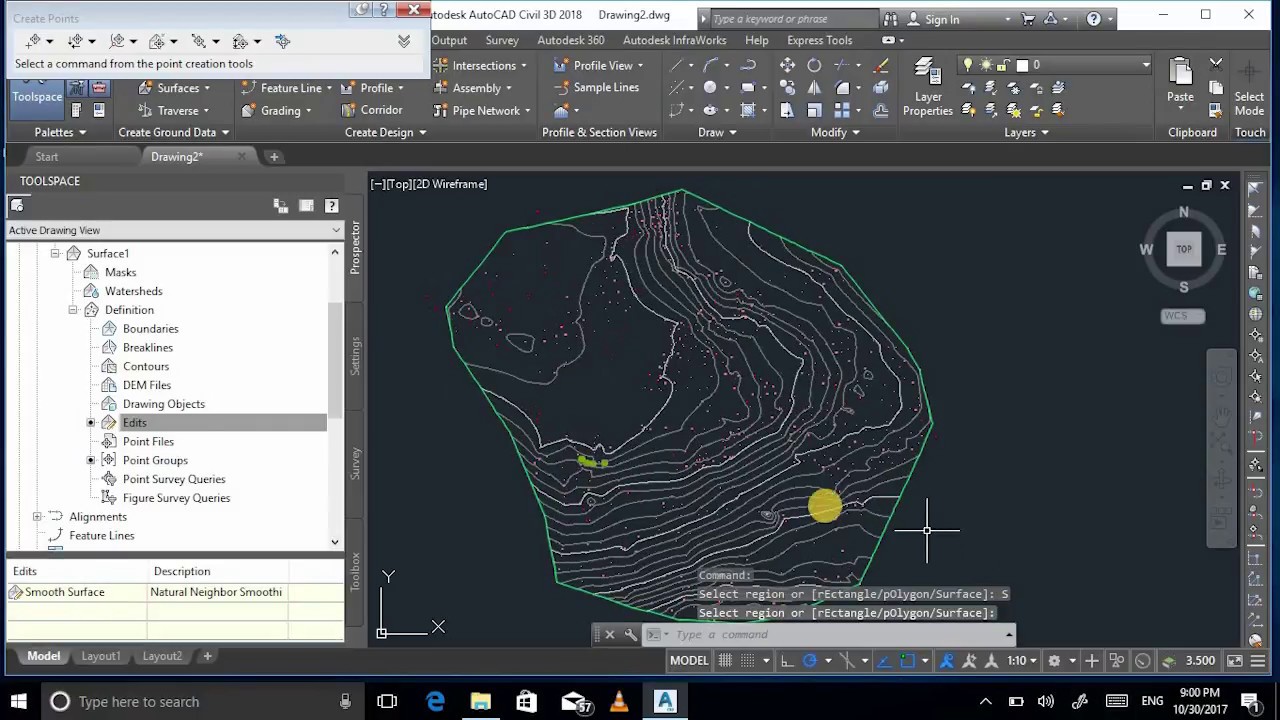 Create Points
Select a command from the point creation tools
Autodesk AutoCAD Civil 3D 2018 Drawing2.dwg
Type a keyword or phrase
Sign In
Output Survey Autodesk 360 Autodesk InfraWorks Help Express Tools
Toolspace
Surfaces
Traverse
Feature Line
Grading
Profile
Corridor
Intersections
Assembly
Pipe Network
Profile View
Sample Lines
Layer Properties
0
Paste
Select Mode
Palettes
Create Ground Data
Create Design
Profile & Section Views
Draw
Modify
Layers
Clipboard
Touch
Start
Drawing2*
TOOLSPACE
Active Drawing View
Surface1
Masks
Watersheds
Definition
Boundaries
Breaklines
Contours
DEM Files
Drawing Objects
Edits
Point Files
Point Groups
Point Survey Queries
Figure Survey Queries
Alignments
Feature Lines
Prospector
Settings
Survey
Toolbox
Edits Description
Smooth Surface Natural Neighbor Smoothi
[−][Top][2D Wireframe]
N
W TOP E
S
WCS
Y
X
Command:
Select region or [rEctangle/pOlygon/Surface]: S
Select region or [rEctangle/pOlygon/Surface]:
Type a command
Model Layout1 Layout2 +
MODEL
1:10
3.500
Type here to search
57
ENG
9:00 PM
10/30/2017
1